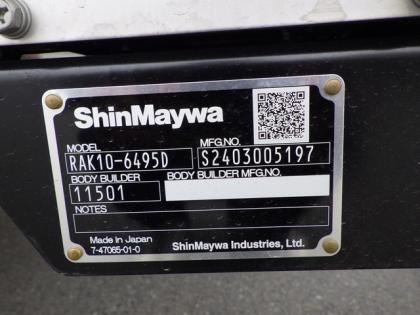 ShinMaywa
MODEL MFG.NO.
RAK10-6495D S2403005197
BODY BUILDER BODY BUILDER MFG.NO.
11501
NOTES
Made in Japan
7-47065-01-0 ShinMaywa Industries, Ltd.